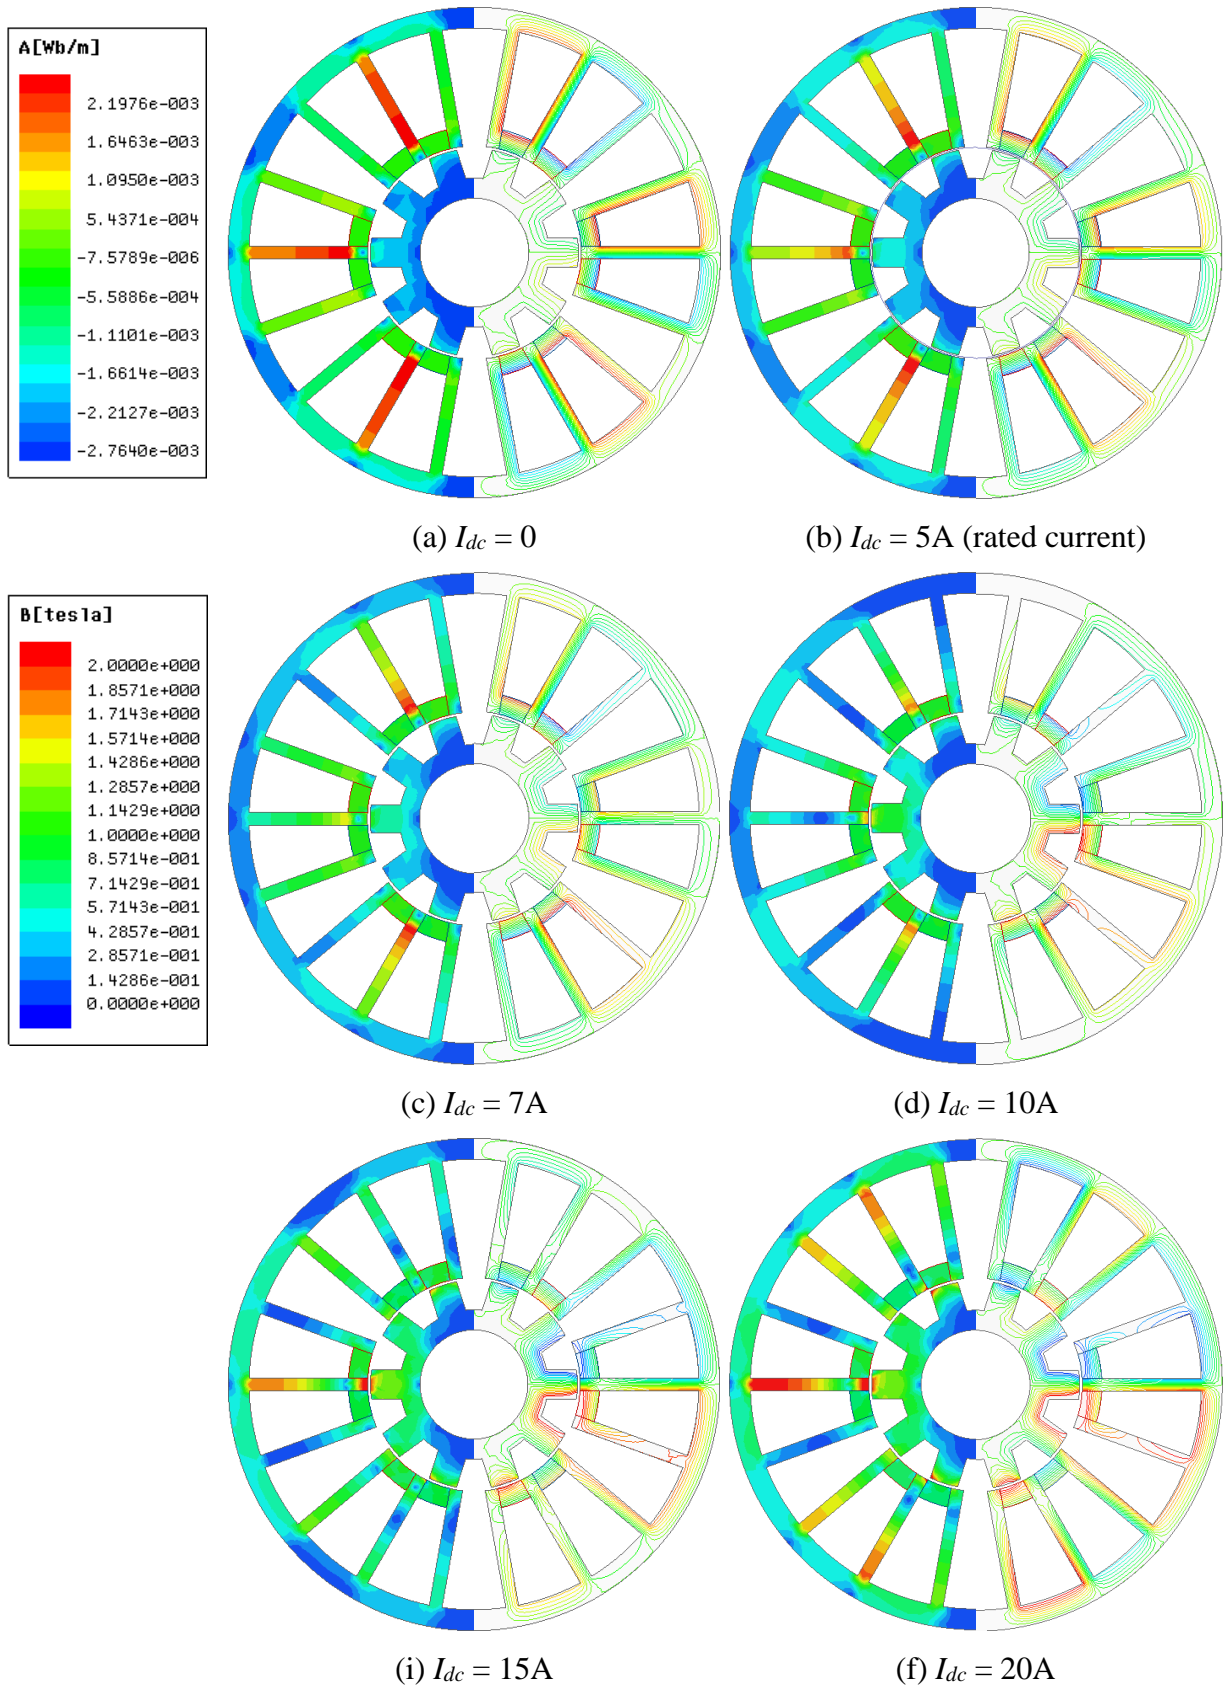 A[Wb/m]
2.1976e-003
1.6463e-003
1.0950e-003
5.4371e-004
-7.5789e-006
-5.5886e-004
-1.1101e-003
-1.6614e-003
-2.2127e-003
-2.7640e-003
(a) Idc = 0
(b) Idc = 5A (rated current)
B[tesla]
2.0000e+000
1.8571e+000
1.7143e+000
1.5714e+000
1.4286e+000
1.2857e+000
1.1429e+000
1.0000e+000
8.5714e-001
7.1429e-001
5.7143e-001
4.2857e-001
2.8571e-001
1.4286e-001
0.0000e+000
(c) Idc = 7A
(d) Idc = 10A
(i) Idc = 15A
(f) Idc = 20A